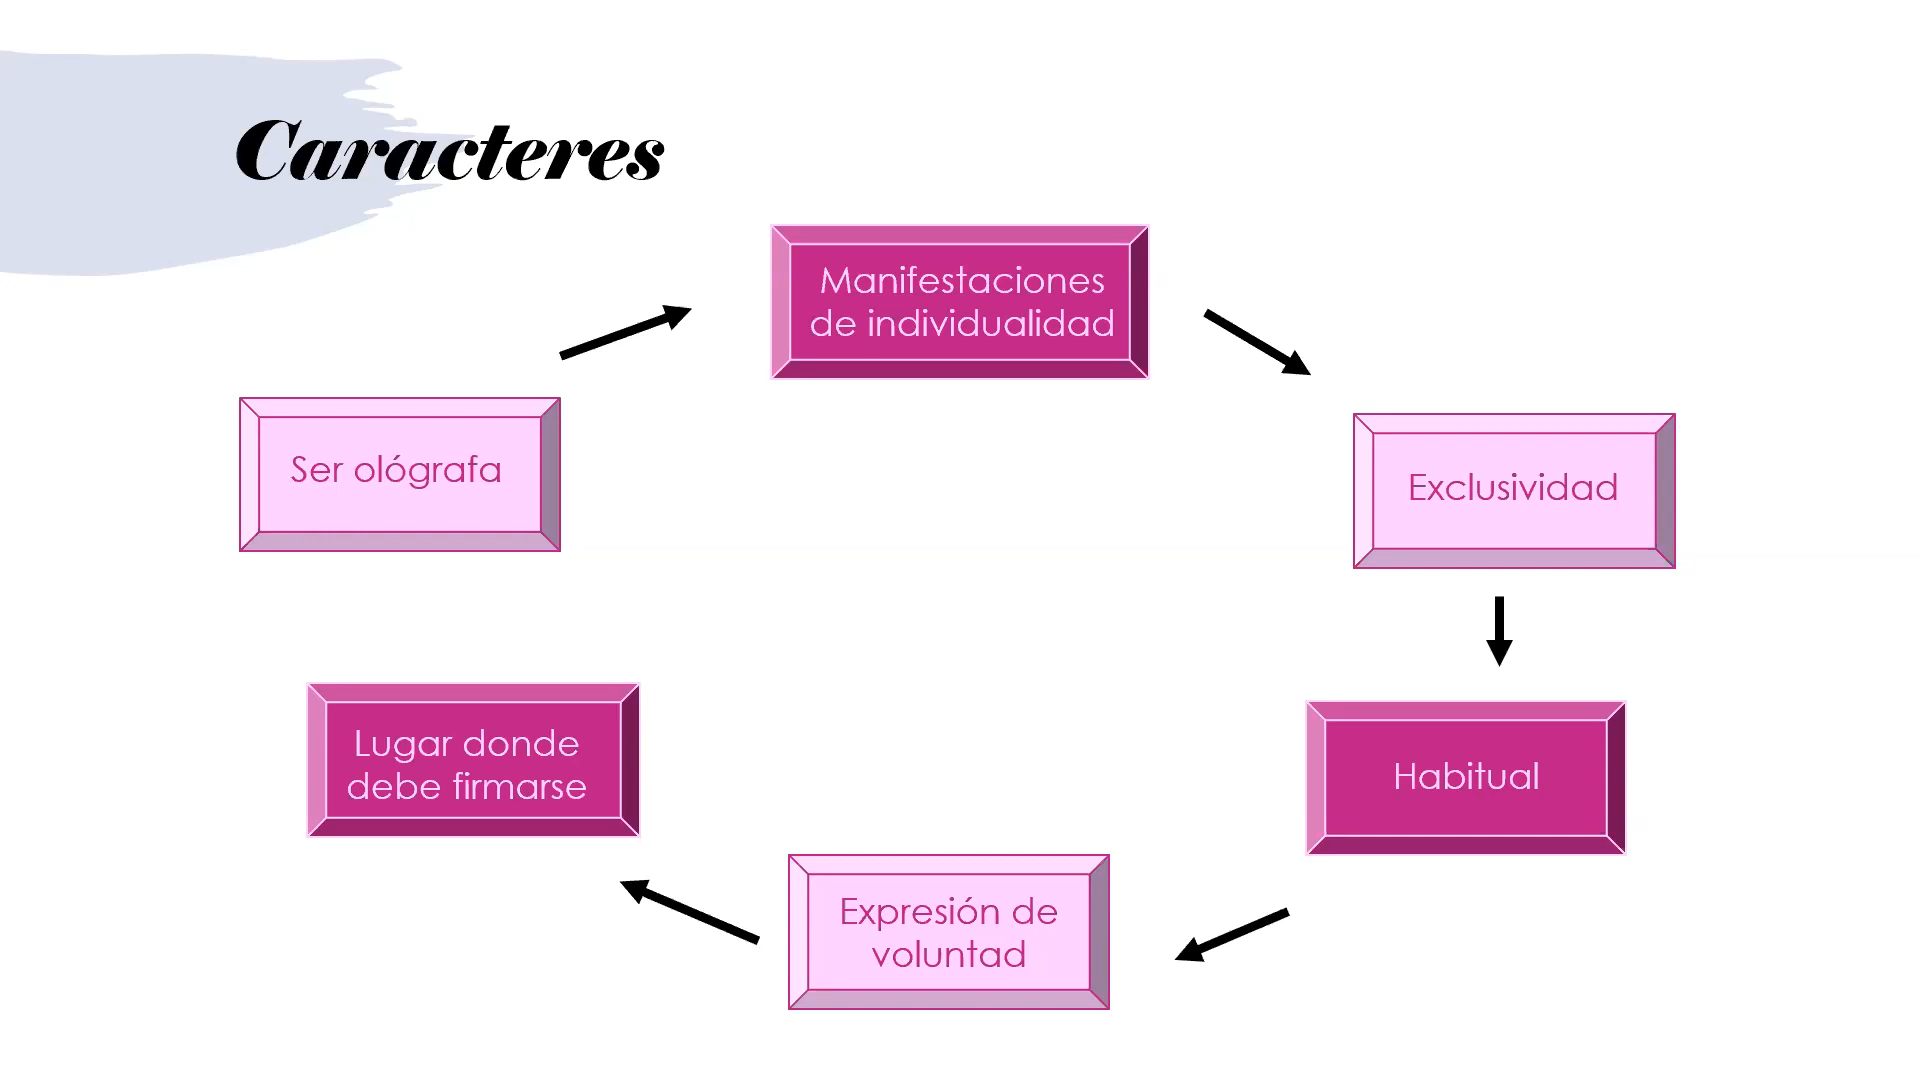 Caracteres
Ser ológrafa
Manifestaciones
de individualidad
Exclusividad
Habitual
Expresión de
voluntad
Lugar donde
debe firmarse